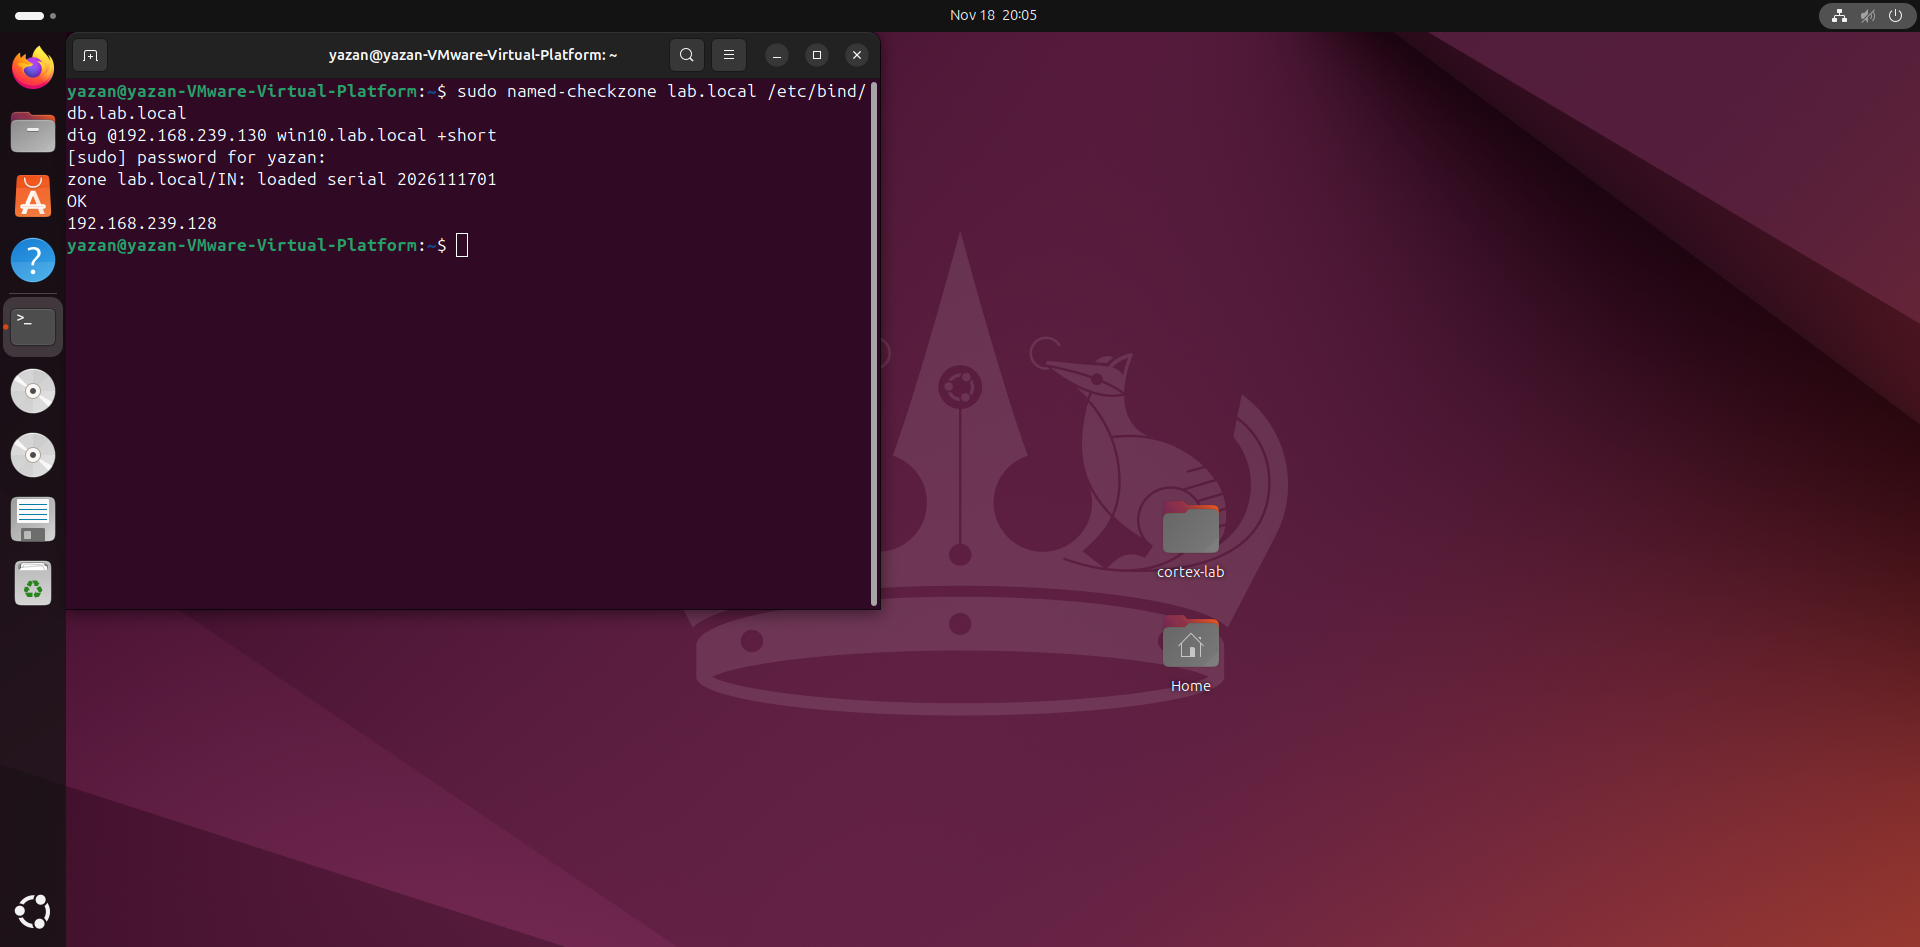 Nov 18 20:05
yazan@yazan-VMware-Virtual-Platform: ~
yazan@yazan-VMware-Virtual-Platform:~$ sudo named-checkzone lab.local /etc/bind/
db.lab.local
dig @192.168.239.130 win10.lab.local +short
[sudo] password for yazan:
zone lab.local/IN: loaded serial 2026111701
OK
192.168.239.128
yazan@yazan-VMware-Virtual-Platform:~$
cortex-lab
Home